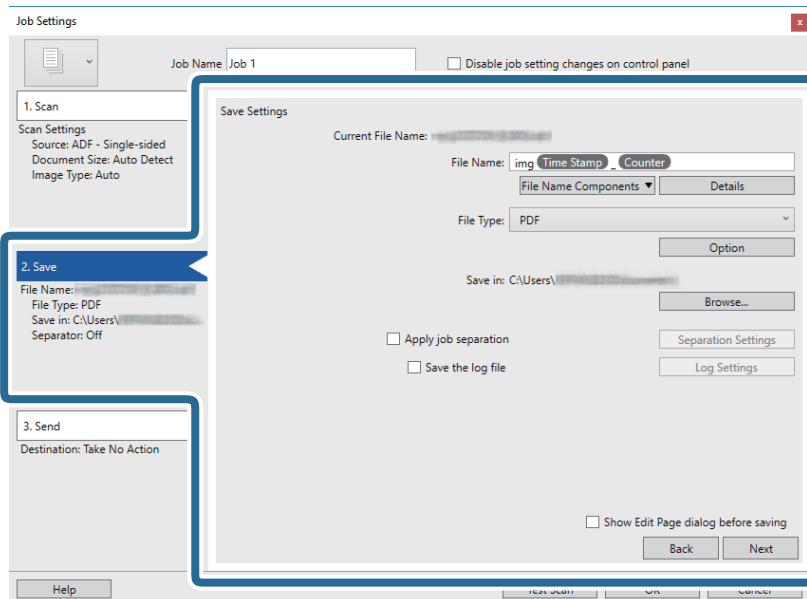 Job Settings
x
Job Name Job 1
Disable job setting changes on control panel
1. Scan
Scan Settings
Source: ADF - Single-sided
Document Size: Auto Detect
Image Type: Auto
2. Save
File Name:
File Type: PDF
Save in: C:\Users\
Separator: Off
3. Send
Destination: Take No Action
Save Settings
Current File Name:
File Name: img Time Stamp _ Counter
File Name Components ▼ Details
File Type: PDF
Option
Save in: C:\Users\
Browse...
Apply job separation Separation Settings
Save the log file Log Settings
Show Edit Page dialog before saving
Back Next
Help Test Scan OK Cancel